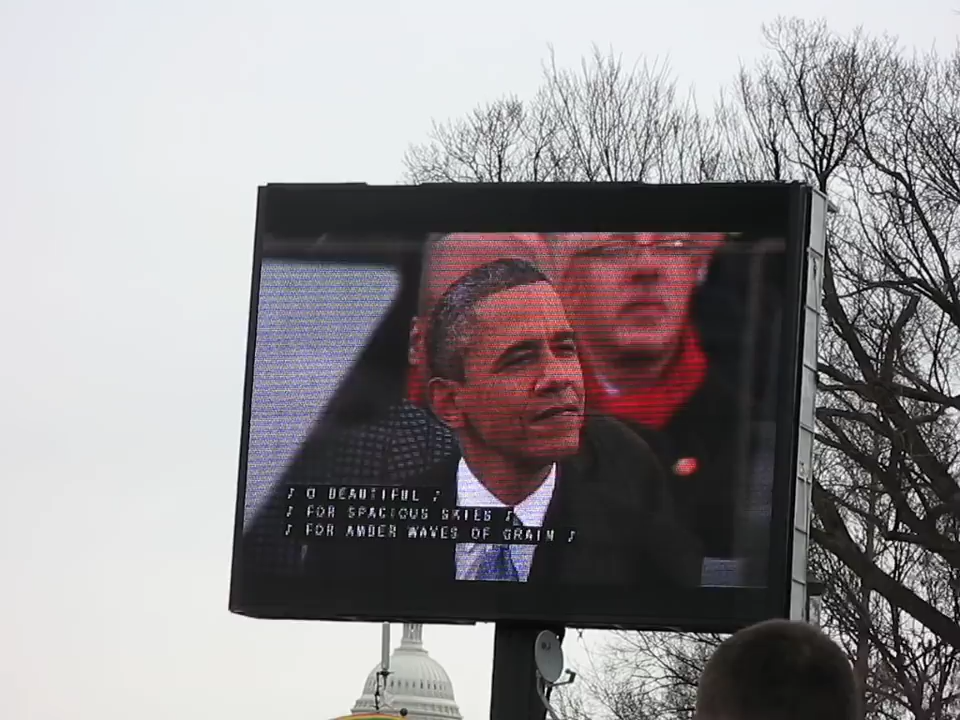 ♪ O BEAUTIFUL ♪
♪ FOR SPACIOUS SKIES ♪
♪ FOR AMBER WAVES OF GRAIN ♪